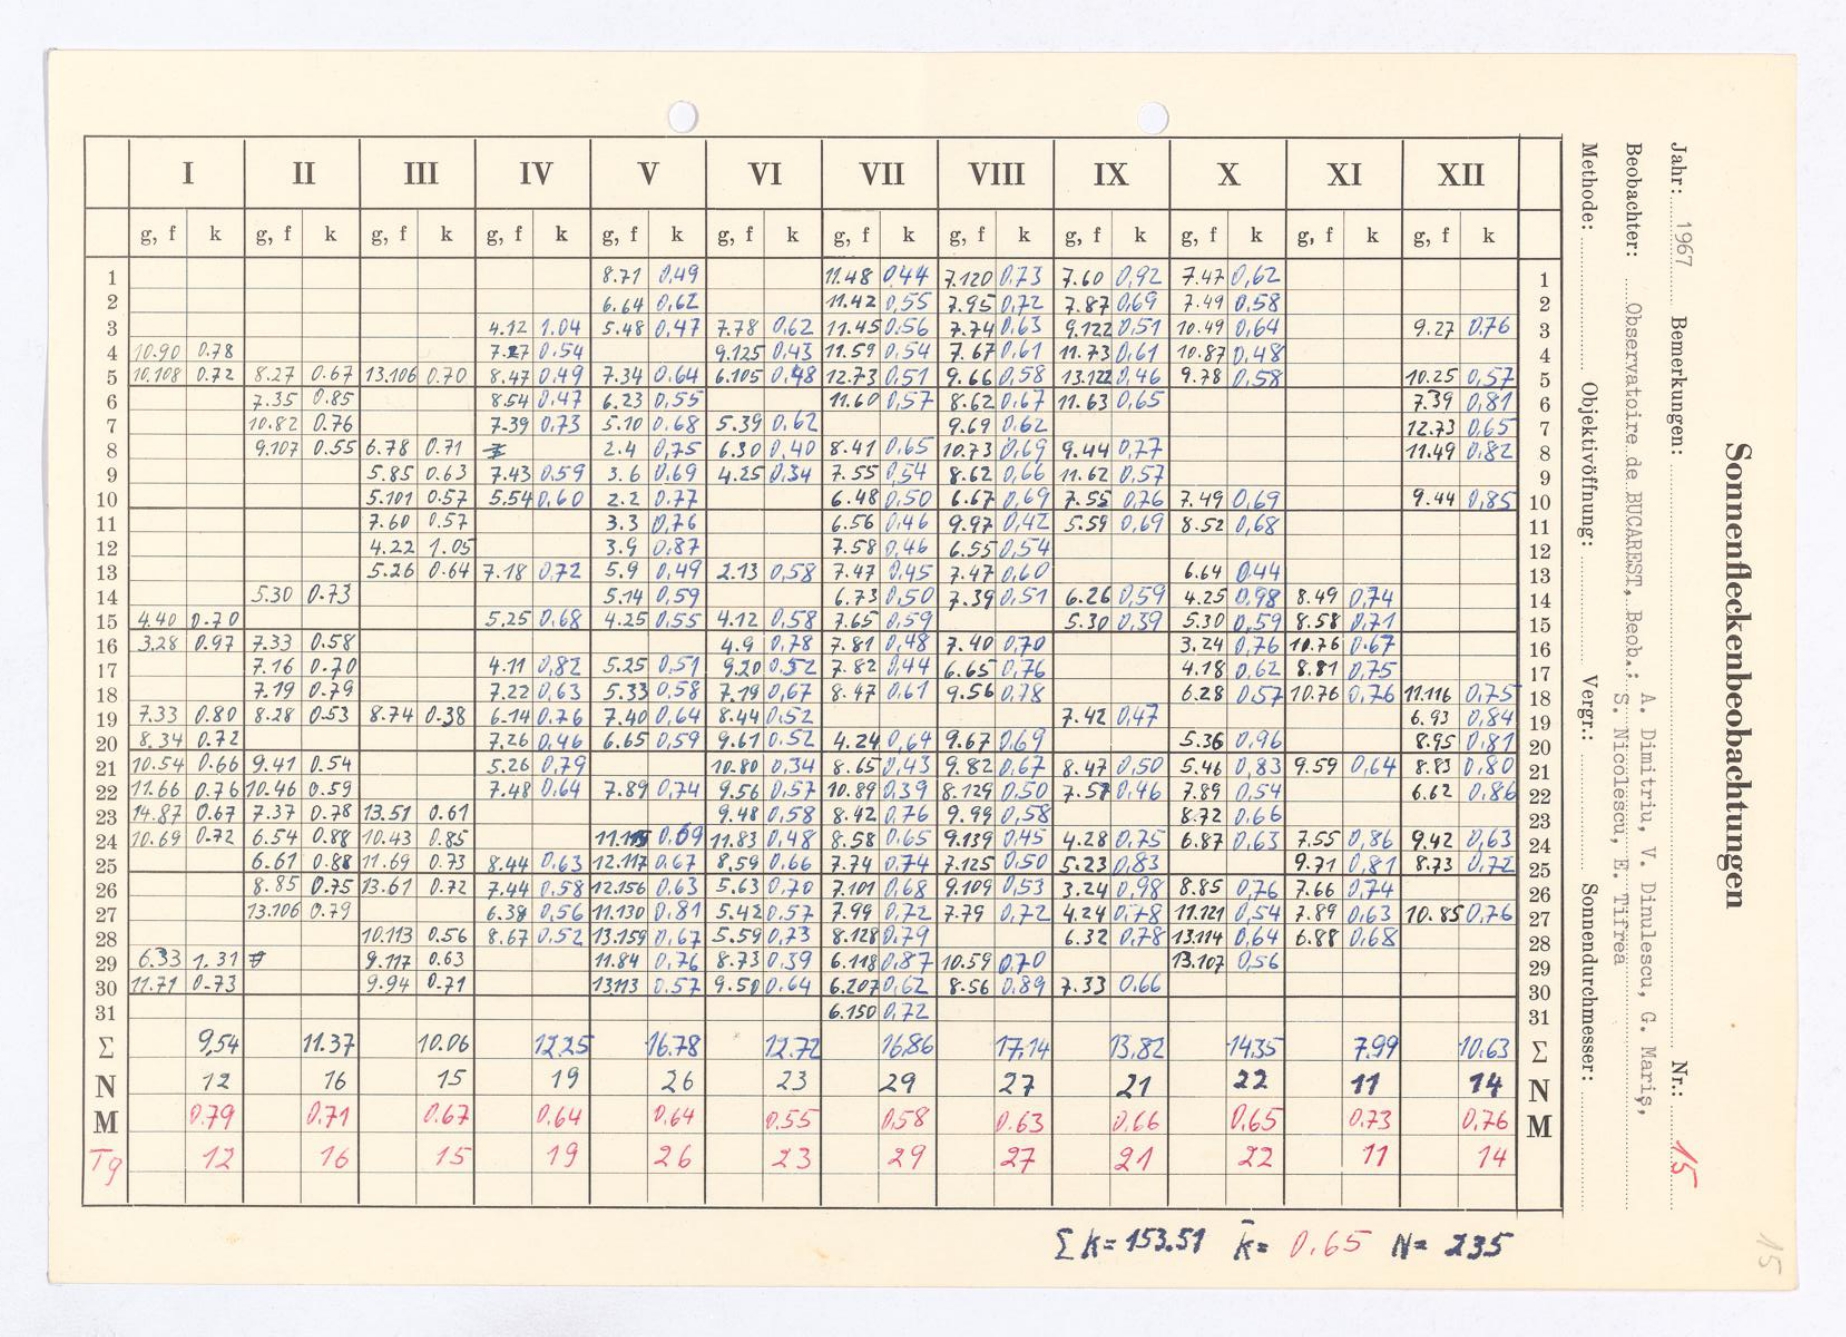 I II III IV V VI VII VIII IX X XI XII
g, f k g, f k g, f k g, f k g, f k g, f k g, f k g, f k g, f k g, f k g, f k g, f k
1 8.71 0,49 11.48 0,44 7.120 0,73 7.60 0,92 7.47 0,62 1
2 6.64 0,62 11.42 0,55 7.95 0,72 7.87 0,69 7.49 0,58 2
3 4.12 1.04 5.48 0,47 7.78 0,62 11.45 0.56 7.74 0,63 9.122 0,51 10.49 0,64 9.27 0,76 3
4 10.90 0.78 7.27 0.54 9.125 0,43 11.59 0,54 7.67 0,61 11.73 0,61 10.87 0,48 4
5 10.108 0.72 8.27 0.67 13.106 0.70 8.47 0,49 7.34 0.64 6.105 0,48 12.73 0,51 9.66 0,58 13.122 0,46 9.78 0,58 10.25 0,57 5
6 7.35 0.85 8.54 0,47 6.23 0,55 11.60 0,57 8.62 0,67 11.63 0,65 7.39 0,81 6
7 10.82 0.76 7.39 0,73 5.10 0,68 5.39 0,62 9.69 0,62 12.73 0,65 7
8 9.107 0.55 6.78 0.71 2.4 0,75 6.30 0,40 8.41 0,65 10.73 0,69 9.44 0,77 11.49 0,82 8
9 5.85 0.63 7.43 0,59 3.6 0,69 4.25 0,34 7.55 0,54 8.62 0,66 11.62 0,57 9
10 5.101 0.57 5.54 0,60 2.2 0.77 6.48 0,50 6.67 0,69 7.55 0,76 7.49 0,69 9.44 0,85 10
11 7.60 0.57 3.3 0,76 6.56 0,46 9.97 0,42 5.59 0,69 8.52 0,68 11
12 4.22 1.05 3.9 0,87 7.58 0,46 6.55 0,54 12
13 5.26 0.64 7.18 0,72 5.9 0,49 2.13 0,58 7.47 0,45 7.47 0,60 6.64 0,44 13
14 5.30 0.73 5.14 0,59 6.73 0,50 7.39 0,51 6.26 0,59 4.25 0,98 8.49 0,74 14
15 4.40 0.70 5,25 0,68 4.25 0,55 4.12 0,58 7.65 0,59 5.30 0,39 5.30 0,59 8.58 0,71 15
16 3.28 0.97 7.33 0.58 4.9 0,78 7.81 0,48 7.40 0,70 3.24 0,76 10.76 0.67 16
17 7.16 0.70 4.11 0,82 5.25 0,51 9.20 0.52 7.82 0,44 6.65 0,76 4.18 0,62 8.81 0,75 17
18 7.19 0.79 7.22 0,63 5.33 0,58 7.19 0,67 8.47 0,61 9.56 0,78 6.28 0,57 10.76 0,76 11.116 0,75 18
19 7.33 0.80 8.28 0.53 8.74 0.38 6.14 0.76 7.40 0,64 8.44 0,52 7.42 0,47 6.93 0,84 19
20 8.34 0.72 7.26 0,46 6.65 0,59 9.61 0.52 4.24 0,64 9.67 0,69 5.36 0,96 8.95 0,81 20
21 10.54 0.66 9.41 0.54 5.26 0,79 10.80 0,34 8.65 0,43 9.82 0,67 8.47 0,50 5.46 0,83 9.59 0,64 8.83 0,80 21
22 11.66 0.76 10.46 0.59 7.48 0,64 7.89 0,74 9.56 0,57 10.89 0,39 8.129 0,50 7.57 0,46 7.89 0,54 6.62 0,86 22
23 14.87 0.67 7.37 0.78 13.51 0.61 9.48 0,58 8.42 0,76 9.99 0,58 8.72 0,66 23
24 10.69 0.72 6.54 0.88 10.43 0.85 0.69 11.83 0,48 8.58 0,65 9.139 0,45 4.28 0,75 6.87 0,63 7.55 0,86 9.42 0,63 24
25 6.61 0.88 11.69 0.73 8.44 0.63 12.117 0,67 8,59 0.66 7.74 0,74 7.125 0.50 5.23 0,83 9.71 0,81 8.73 0,72 25
26 8.85 0.75 13.61 0.72 7.44 0,58 12.156 0,63 5.63 0,70 7.101 0,68 9.109 0,53 3.24 0,98 8.85 0,76 7.66 0,74 26
27 13.106 0.79 6.38 0,56 11.130 0,81 5.42 0.57 7.99 0,72 7.79 0,72 4.24 0,78 11.121 0,54 7.89 0,63 10.85 0,76 27
28 10.113 0.56 8.67 0.52 13.159 0,67 5.59 0,73 8.128 0,79 6.32 0,78 13.114 0,64 6.88 0,68 28
29 6.33 1.31 9.117 0.63 11.84 0,76 8.73 0,39 6.118 0,87 10.59 0,70 13.107 0,56 29
30 11.71 0.73 9.94 0.71 13.113 0.57 9.50 0.64 6.207 0,62 8.56 0,89 7.33 0,66 30
31 6.150 0,72 31
Σ 9,54 11.37 10.06 12.25 16.78 12.72 16,86 17,14 13,82 14.35 7.99 10.63 Σ
N 12 16 15 19 26 23 29 27 21 22 11 14 N
M 0.79 0.71 0.67 0,64 0.64 0.55 0,58 0.63 0,66 0,65 0.73 0,76 M
Tg 12 16 15 19 26 23 29 27 21 22 11 14
Σ k = 153.51 k̄ = 0.65 N = 235
Sonnenfleckenbeobachtungen
Jahr: 1967 Bemerkungen: Nr.: 15
Beobachter: Observatoire de BUCAREST, Beob.: A. Dimitriu, V. Dinulescu, G. Mariş,
S. Nicolescu, E. Tifrea
Methode: Objektivöffnung: Vergr.: Sonnendurchmesser:
15